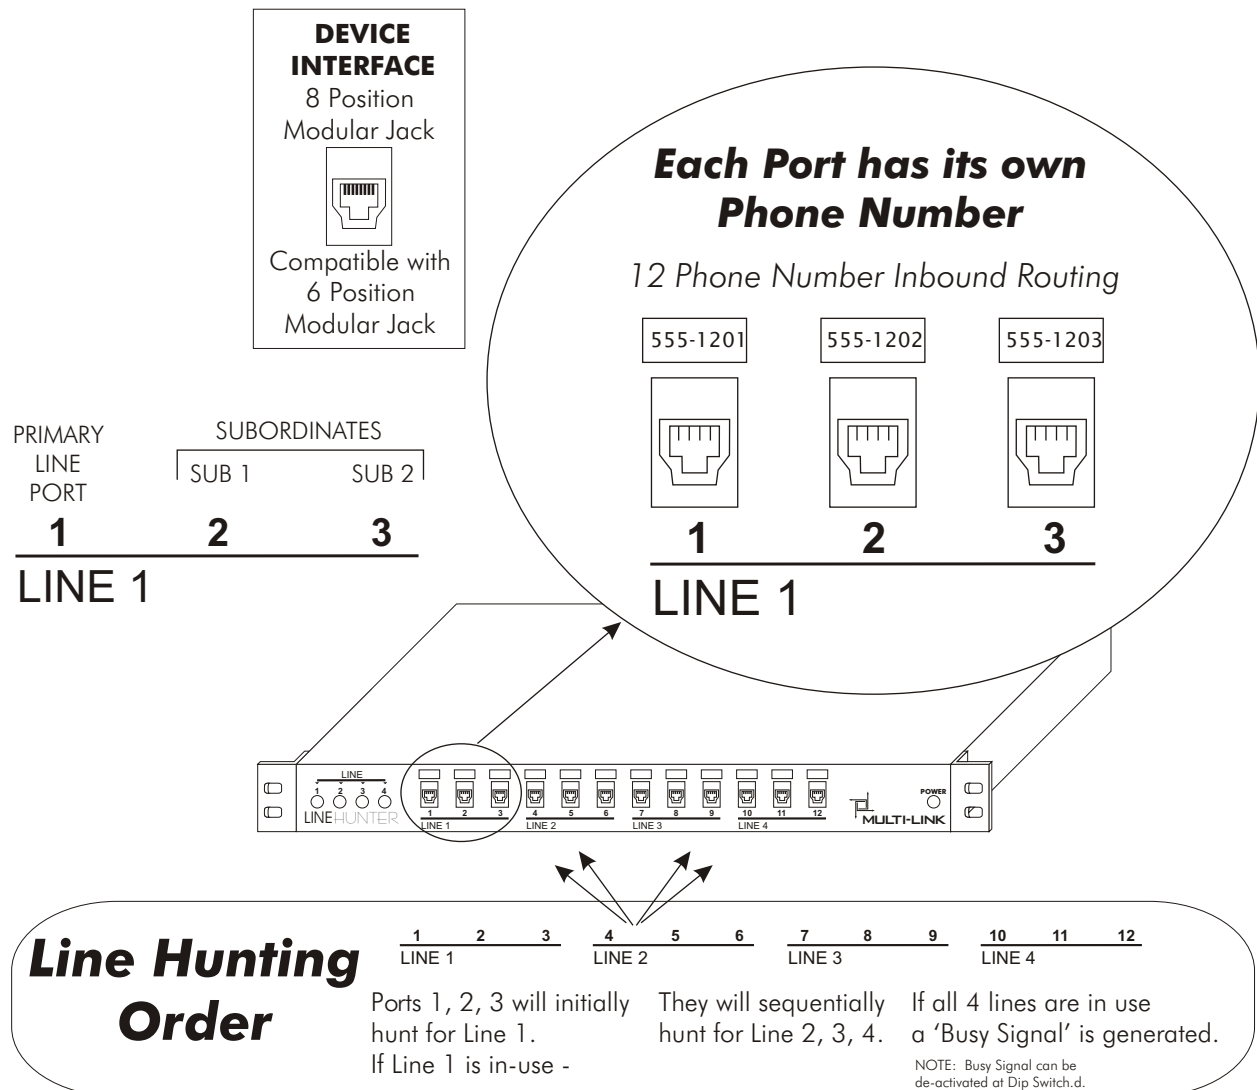 DEVICE
INTERFACE
8 Position
Modular Jack
Compatible with
6 Position
Modular Jack
Each Port has its own
Phone Number
12 Phone Number Inbound Routing
555-1201 555-1202 555-1203
1 2 3
LINE 1
PRIMARY
LINE
PORT
SUBORDINATES
SUB 1 SUB 2
1 2 3
LINE 1
LINE
1 2 3 4
LINEHUNTER
1 2 3 4 5 6 7 8 9 10 11 12
LINE 1 LINE 2 LINE 3 LINE 4
MULTI-LINK
POWER
Line Hunting
Order
1 2 3 4 5 6 7 8 9 10 11 12
LINE 1 LINE 2 LINE 3 LINE 4
Ports 1, 2, 3 will initially
hunt for Line 1.
If Line 1 is in-use -
They will sequentially
hunt for Line 2, 3, 4.
If all 4 lines are in use
a ‘Busy Signal’ is generated.
NOTE: Busy Signal can be
de-activated at Dip Switch.d.